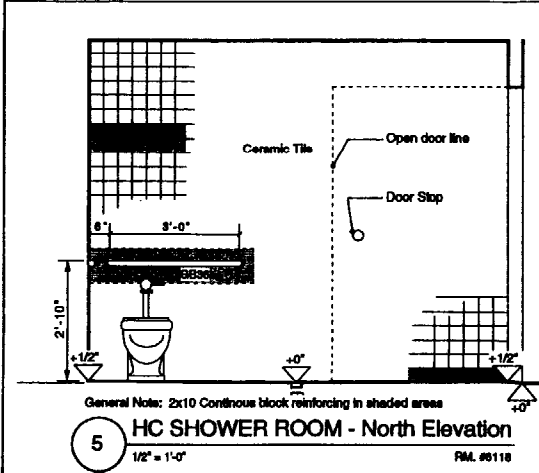 Ceramic Tile
Open door line
Door Stop
6"
3'-0"
2'-10"
+1/2"
+0"
+1/2"
+0"
General Note: 2x10 Continous block reinforcing in shaded areas
5
HC SHOWER ROOM - North Elevation
1/2" = 1'-0"
RM. #6118